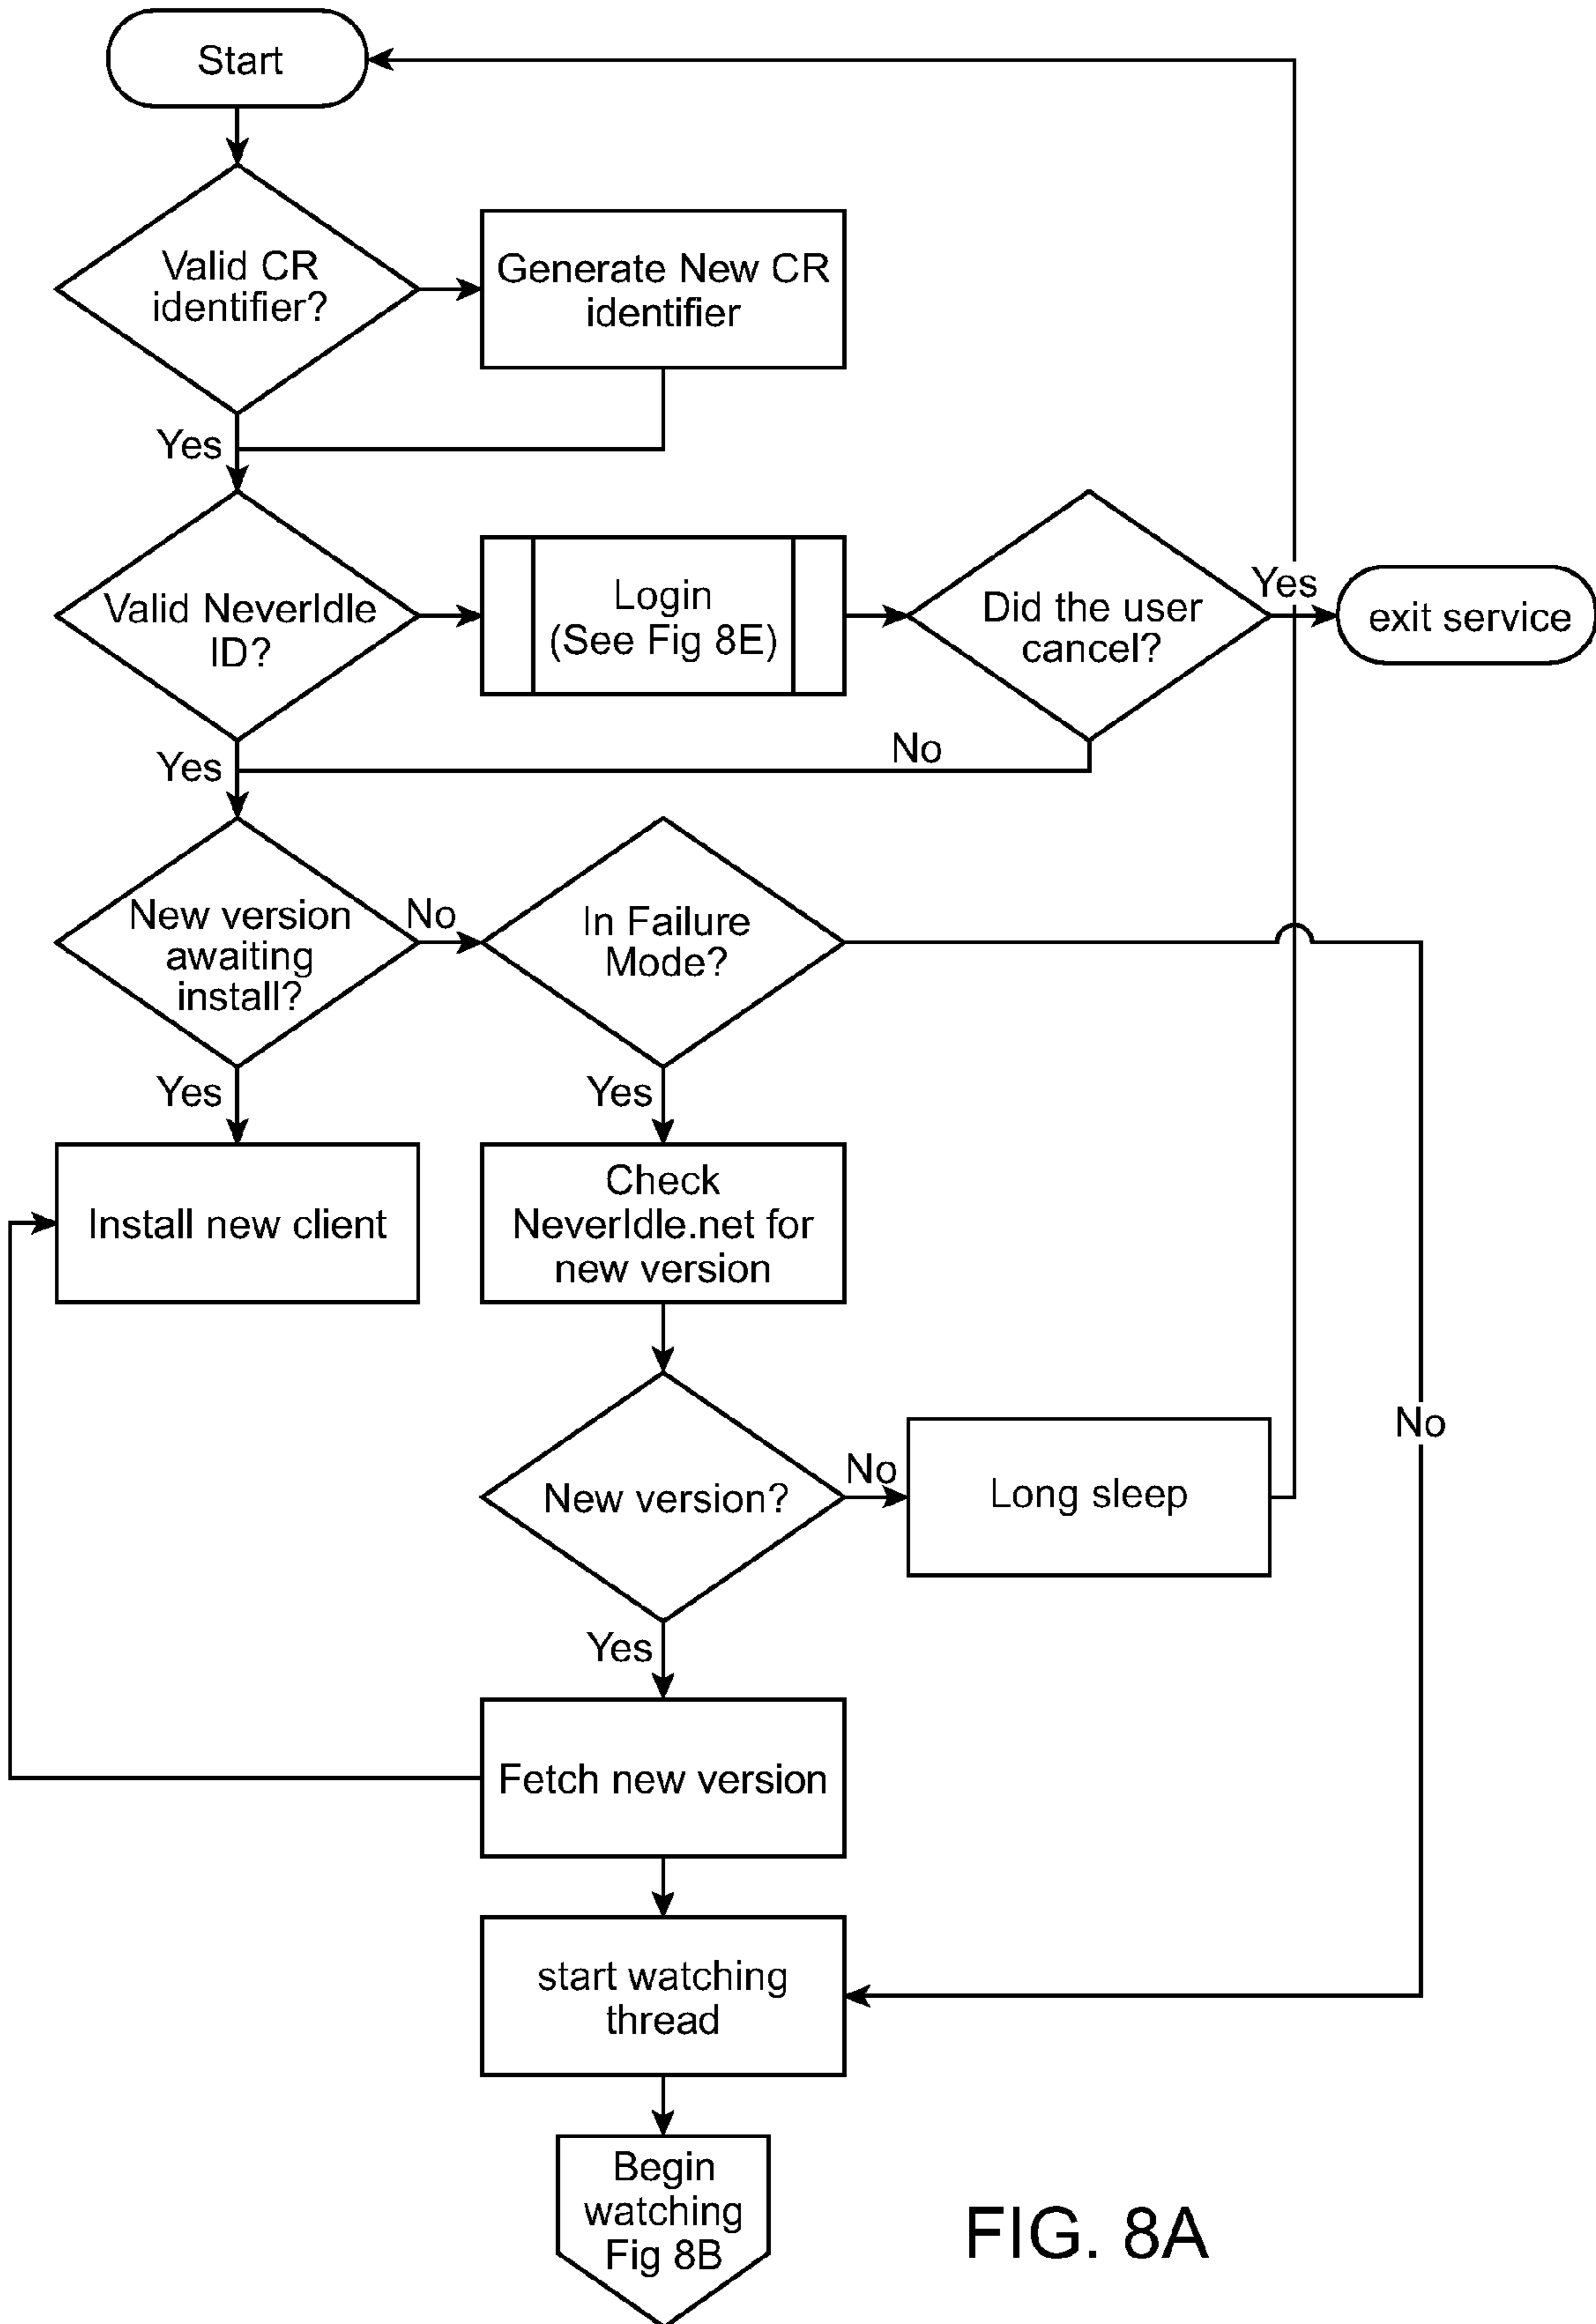 Start
Valid CR
identifier?
Generate New CR
identifier
Yes
Valid NeverIdle
ID?
Login
(See Fig 8E)
Did the user
cancel?
Yes
exit service
No
Yes
New version
awaiting
install?
No
In Failure
Mode?
Yes
Yes
Install new client
Check
NeverIdle.net for
new version
No
New version?
No
Long sleep
Yes
Fetch new version
start watching
thread
Begin
watching
Fig 8B
FIG. 8A